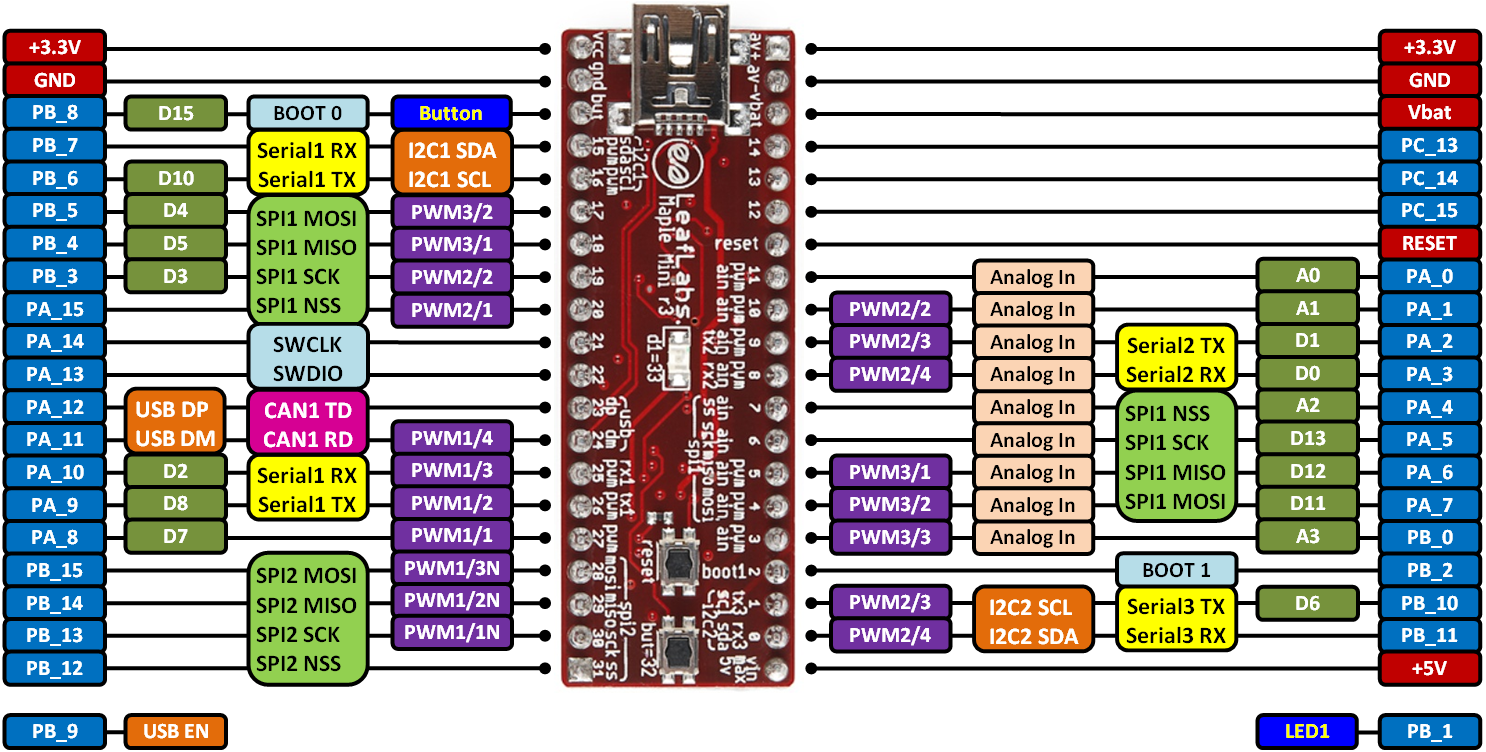 +3.3V
GND
PB_8 D15 BOOT 0 Button
PB_7 Serial1 RX I2C1 SDA
PB_6 D10 Serial1 TX I2C1 SCL
PB_5 D4 SPI1 MOSI PWM3/2
PB_4 D5 SPI1 MISO PWM3/1
PB_3 D3 SPI1 SCK PWM2/2
PA_15 SPI1 NSS PWM2/1
PA_14 SWCLK
PA_13 SWDIO
PA_12 USB DP CAN1 TD
PA_11 USB DM CAN1 RD PWM1/4
PA_10 D2 Serial1 RX PWM1/3
PA_9 D8 Serial1 TX PWM1/2
PA_8 D7 PWM1/1
PB_15 SPI2 MOSI PWM1/3N
PB_14 SPI2 MISO PWM1/2N
PB_13 SPI2 SCK PWM1/1N
PB_12 SPI2 NSS
PB_9 USB EN
vcc
gnd
but
15
16
17
18
19
20
21
22
23
24
25
26
27
28
29
30
31
i2c1
sda scl
pwm pwm
usb
dp dm
rx1 tx1
pwm pwm pwm
spi2
mosi miso sck ss
LeafLabs
Maple Mini r3
d1=33
reset
but=32
av+ av- vbat
14
13
12
reset
11
10
9
8
7
6
5
4
3
boot1 2
1
0
pwm pwm pwm pwm
ain ain ain ain
tx2 rx2
ss sck miso mosi
spi1
ain ain ain ain ain
pwm pwm pwm
tx3 rx3
scl sda
i2c2
vin
max
5v
+3.3V
GND
Vbat
PC_13
PC_14
PC_15
RESET
Analog In A0 PA_0
PWM2/2 Analog In A1 PA_1
PWM2/3 Analog In Serial2 TX D1 PA_2
PWM2/4 Analog In Serial2 RX D0 PA_3
Analog In SPI1 NSS A2 PA_4
Analog In SPI1 SCK D13 PA_5
PWM3/1 Analog In SPI1 MISO D12 PA_6
PWM3/2 Analog In SPI1 MOSI D11 PA_7
PWM3/3 Analog In A3 PB_0
BOOT 1 PB_2
PWM2/3 I2C2 SCL Serial3 TX D6 PB_10
PWM2/4 I2C2 SDA Serial3 RX PB_11
+5V
LED1 PB_1